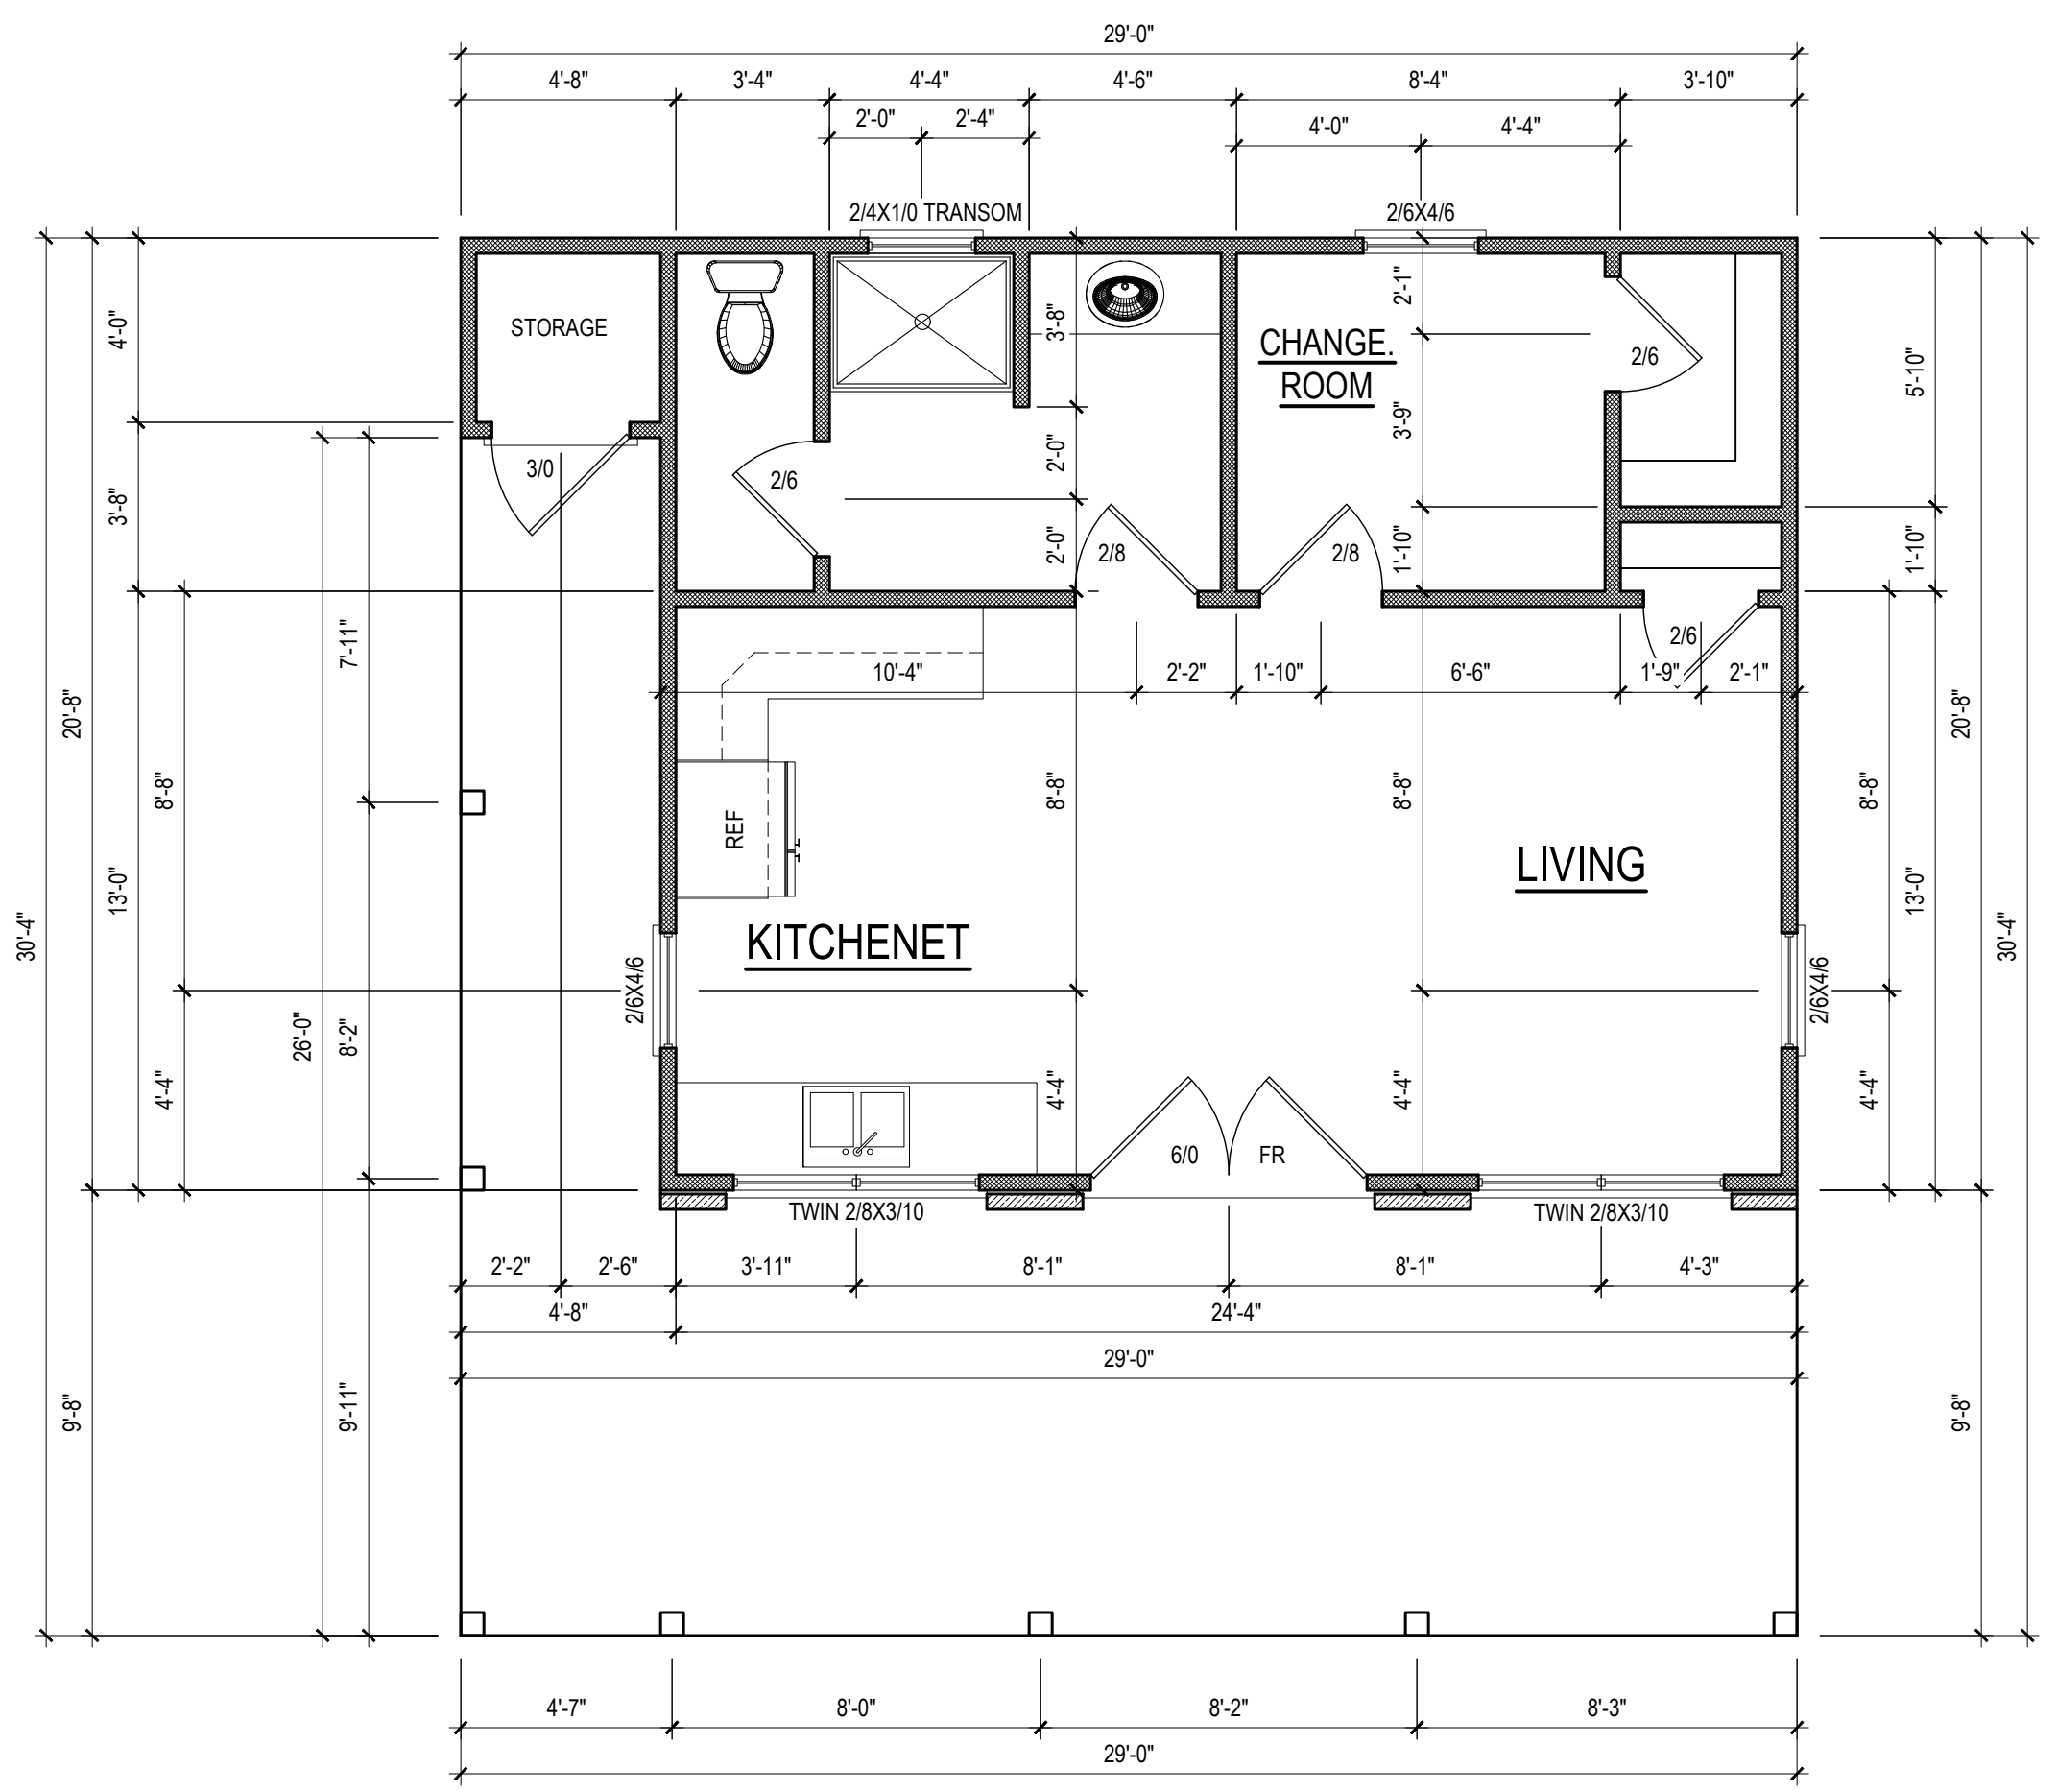 29'-0"
4'-8" 3'-4" 4'-4" 4'-6" 8'-4" 3'-10"
2'-0" 2'-4" 4'-0" 4'-4"
2/4X1/0 TRANSOM 2/6X4/6
STORAGE
CHANGE.
ROOM
2/6
4'-0"
3'-8"
2'-1"
5'-10"
3'-9"
3/0
2/6
2'-0"
3'-8"
2'-0"
2/8
2/8
1'-10"
1'-10"
7'-11"
2/6
10'-4" 2'-2" 1'-10" 6'-6" 1'-9" 2'-1"
20'-8"
20'-8"
8'-8"
8'-8"
8'-8"
8'-8"
REF
LIVING
13'-0"
13'-0"
30'-4"
30'-4"
KITCHENET
2/6X4/6
2/6X4/6
26'-0"
8'-2"
4'-4"
4'-4"
4'-4"
4'-4"
6/0 FR
TWIN 2/8X3/10 TWIN 2/8X3/10
2'-2" 2'-6" 3'-11" 8'-1" 8'-1" 4'-3"
4'-8" 24'-4"
29'-0"
9'-8"
9'-11"
9'-8"
4'-7" 8'-0" 8'-2" 8'-3"
29'-0"